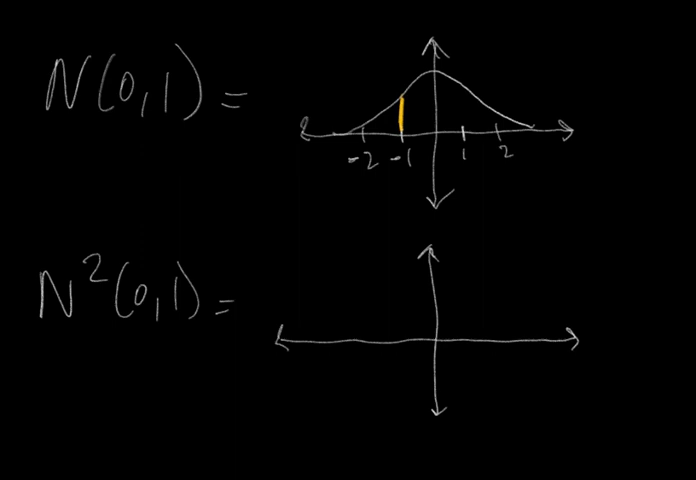 N(0,1) =
-2 -1 1 2
N²(0,1) =